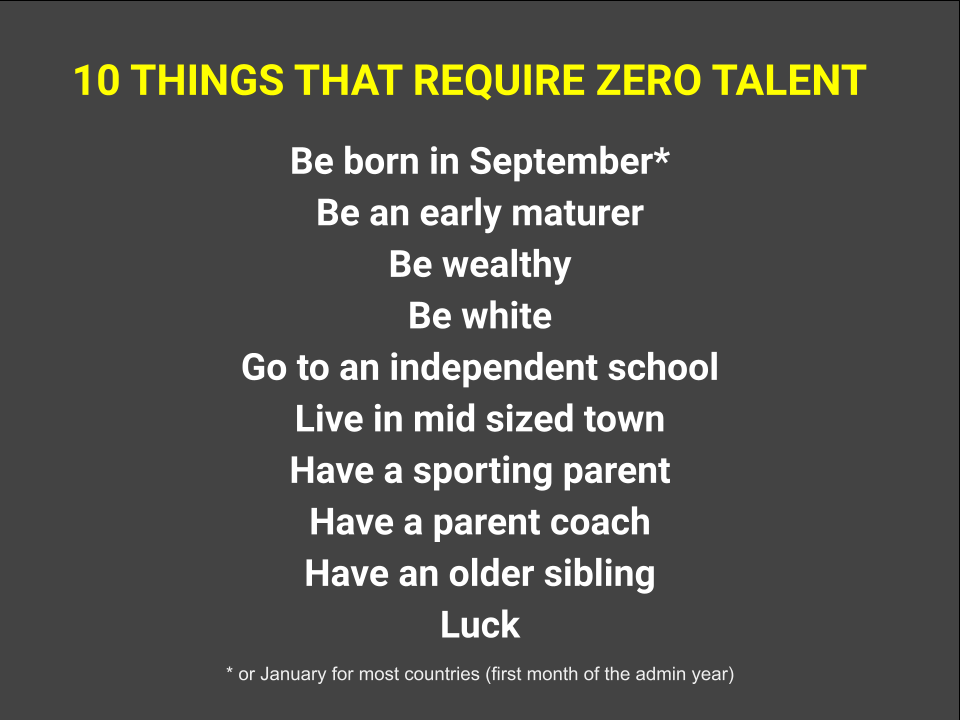 10 THINGS THAT REQUIRE ZERO TALENT
Be born in September*
Be an early maturer
Be wealthy
Be white
Go to an independent school
Live in mid sized town
Have a sporting parent
Have a parent coach
Have an older sibling
Luck
* or January for most countries (first month of the admin year)